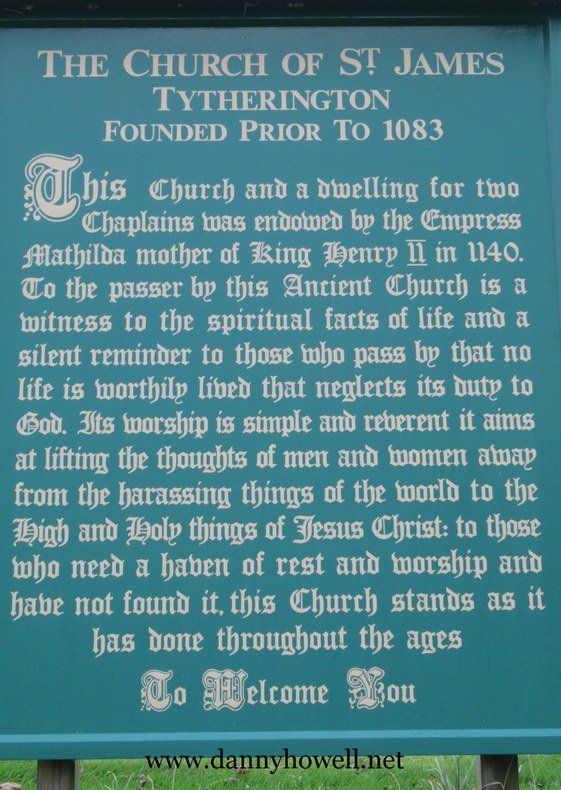 THE CHURCH OF ST JAMES
TYTHERINGTON
FOUNDED PRIOR TO 1083
This Church and a dwelling for two
Chaplains was endowed by the Empress
Mathilda mother of King Henry II in 1140.
To the passer by this Ancient Church is a
witness to the spiritual facts of life and a
silent reminder to those who pass by that no
life is worthily lived that neglects its duty to
God. Its worship is simple and reverent it aims
at lifting the thoughts of men and women away
from the harassing things of the world to the
High and Holy things of Jesus Christ: to those
who need a haven of rest and worship and
have not found it, this Church stands as it
has done throughout the ages
To Welcome You
www.dannyhowell.net